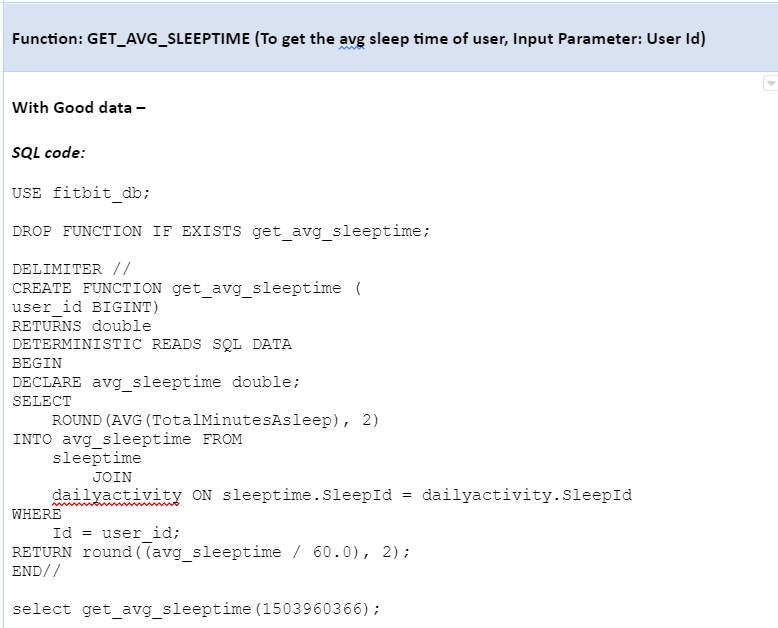 Function: GET_AVG_SLEEPTIME (To get the avg sleep time of user, Input Parameter: User Id)
With Good data –
SQL code:
USE fitbit_db;
DROP FUNCTION IF EXISTS get_avg_sleeptime;
DELIMITER //
CREATE FUNCTION get_avg_sleeptime (
user_id BIGINT)
RETURNS double
DETERMINISTIC READS SQL DATA
BEGIN
DECLARE avg_sleeptime double;
SELECT
    ROUND(AVG(TotalMinutesAsleep), 2)
INTO avg_sleeptime FROM
    sleeptime
        JOIN
    dailyactivity ON sleeptime.SleepId = dailyactivity.SleepId
WHERE
    Id = user_id;
RETURN round((avg_sleeptime / 60.0), 2);
END//
select get_avg_sleeptime(1503960366);